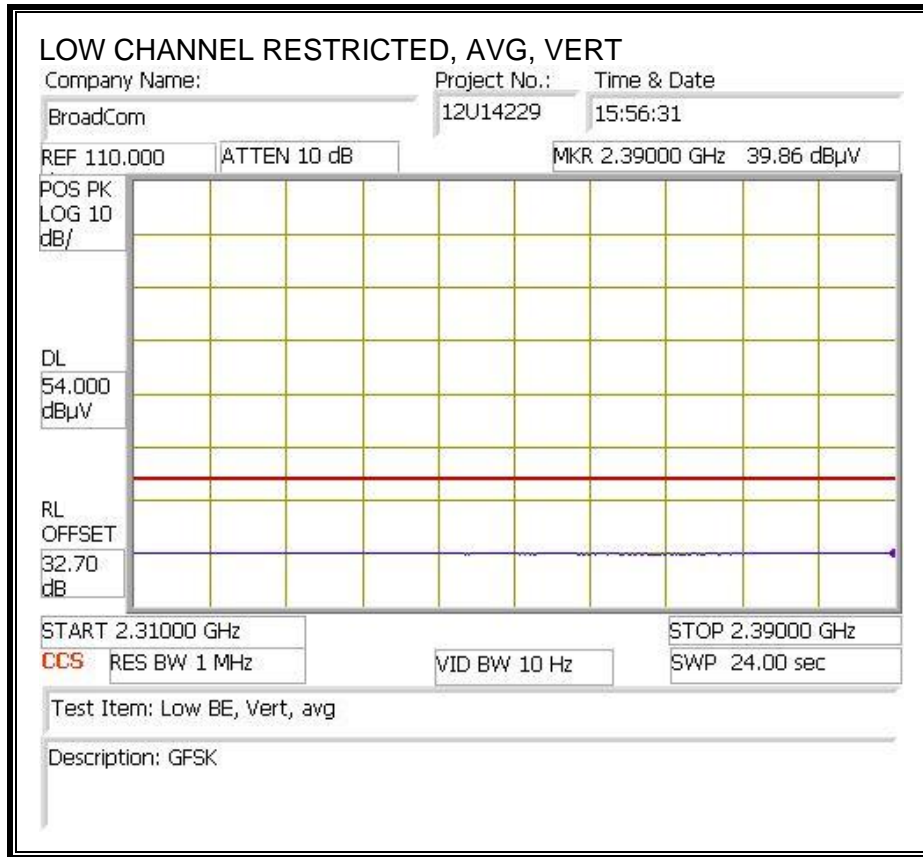 LOW CHANNEL RESTRICTED, AVG, VERT
Company Name: Project No.: Time & Date
BroadCom 12U14229 15:56:31
REF 110.000 ATTEN 10 dB MKR 2.39000 GHz 39.86 dBµV
POS PK
LOG 10
dB/
DL
54.000
dBµV
RL
OFFSET
32.70
dB
START 2.31000 GHz STOP 2.39000 GHz
CCS RES BW 1 MHz VID BW 10 Hz SWP 24.00 sec
Test Item: Low BE, Vert, avg
Description: GFSK